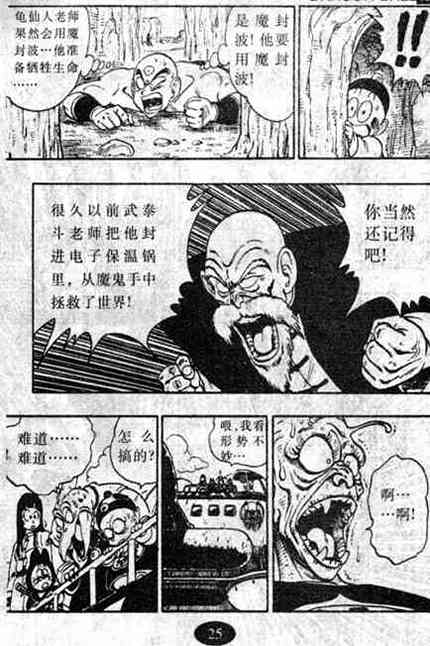 !!
是魔封
波！他要
用魔封
波！
龟仙人老师
果然会用魔
封波…他准
备牺牲生命
……
你当然
还记得
吧！
很久以前武泰
斗老师把他封
进电子保温锅
里，从魔鬼手中
拯救了世界！
啊…
…啊！
喂，我看
形势不
妙…
怎么
搞的？
难道……
难道……
25